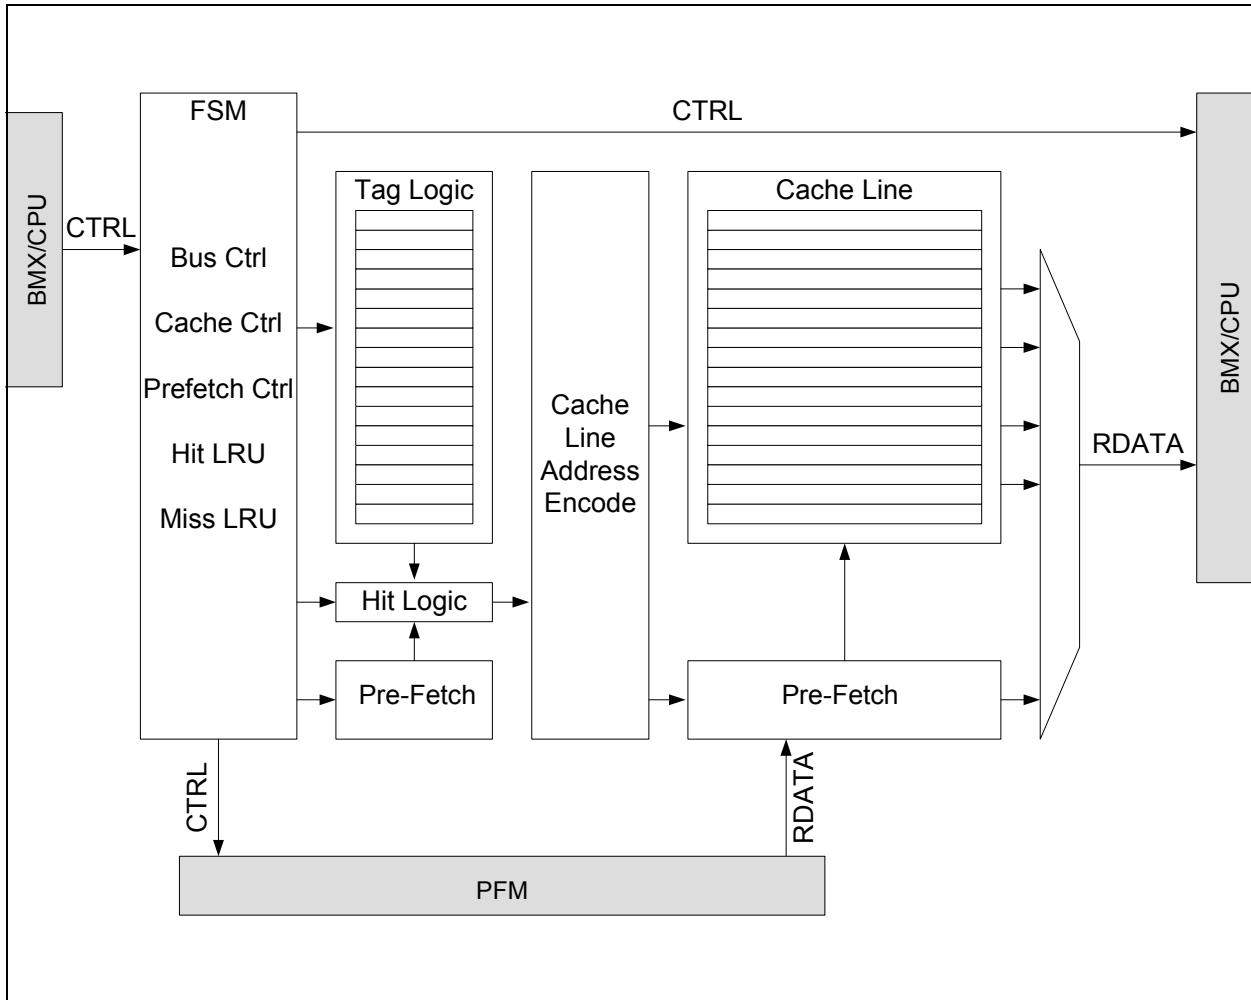 FSM
CTRL
BMX/CPU
CTRL
Bus Ctrl
Cache Ctrl
Prefetch Ctrl
Hit LRU
Miss LRU
Tag Logic
Hit Logic
Pre-Fetch
Cache
Line
Address
Encode
Cache Line
Pre-Fetch
RDATA
BMX/CPU
CTRL
RDATA
PFM